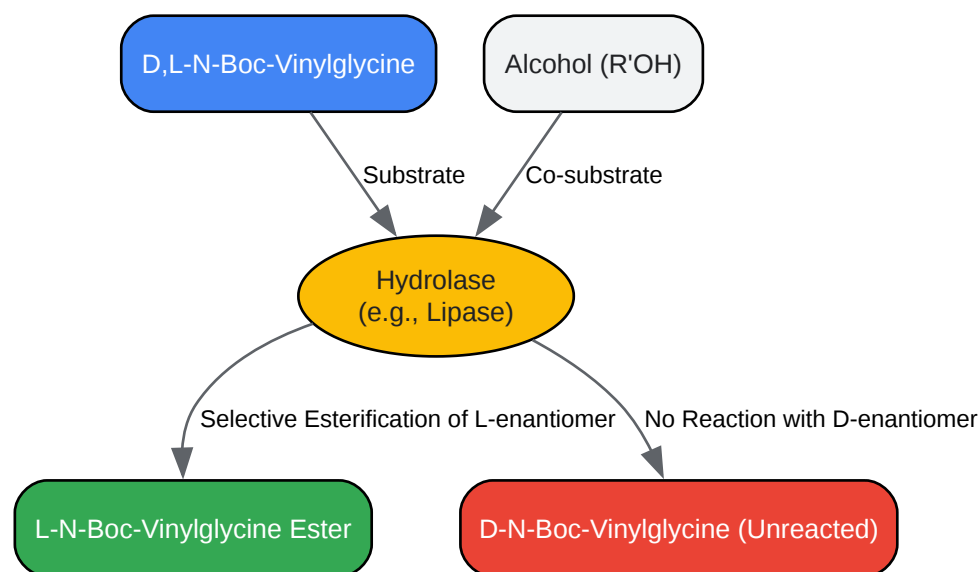 D,L-N-Boc-Vinylglycine
Alcohol (R'OH)
Substrate
Co-substrate
Hydrolase
(e.g., Lipase)
Selective Esterification of L-enantiomer
No Reaction with D-enantiomer
L-N-Boc-Vinylglycine Ester
D-N-Boc-Vinylglycine (Unreacted)